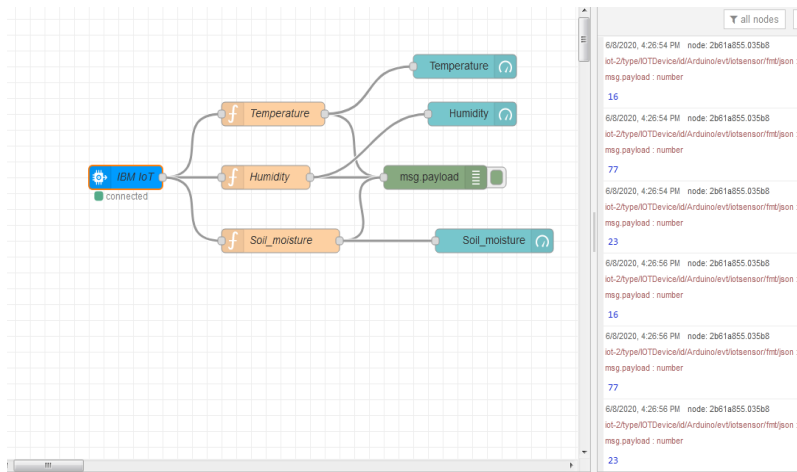 Temperature
Temperature
Humidity
IBM IoT
Humidity
msg.payload
connected
Soil_moisture
Soil_moisture
all nodes
6/8/2020, 4:26:54 PM node: 2b61a855.035b8
iot-2/type/IOTDevice/id/Arduino/evt/iotsensor/fmt/json :
msg.payload : number
16
6/8/2020, 4:26:54 PM node: 2b61a855.035b8
iot-2/type/IOTDevice/id/Arduino/evt/iotsensor/fmt/json :
msg.payload : number
77
6/8/2020, 4:26:54 PM node: 2b61a855.035b8
iot-2/type/IOTDevice/id/Arduino/evt/iotsensor/fmt/json :
msg.payload : number
23
6/8/2020, 4:26:56 PM node: 2b61a855.035b8
iot-2/type/IOTDevice/id/Arduino/evt/iotsensor/fmt/json :
msg.payload : number
16
6/8/2020, 4:26:56 PM node: 2b61a855.035b8
iot-2/type/IOTDevice/id/Arduino/evt/iotsensor/fmt/json :
msg.payload : number
77
6/8/2020, 4:26:56 PM node: 2b61a855.035b8
iot-2/type/IOTDevice/id/Arduino/evt/iotsensor/fmt/json :
msg.payload : number
23